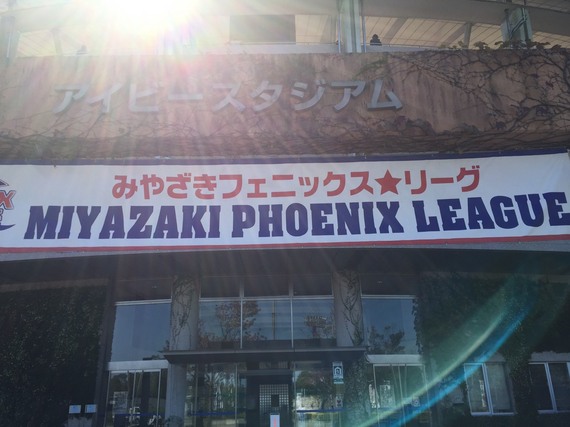 アイビースタジアム
みやざきフェニックス★リーグ
MIYAZAKI PHOENIX LEAGUE